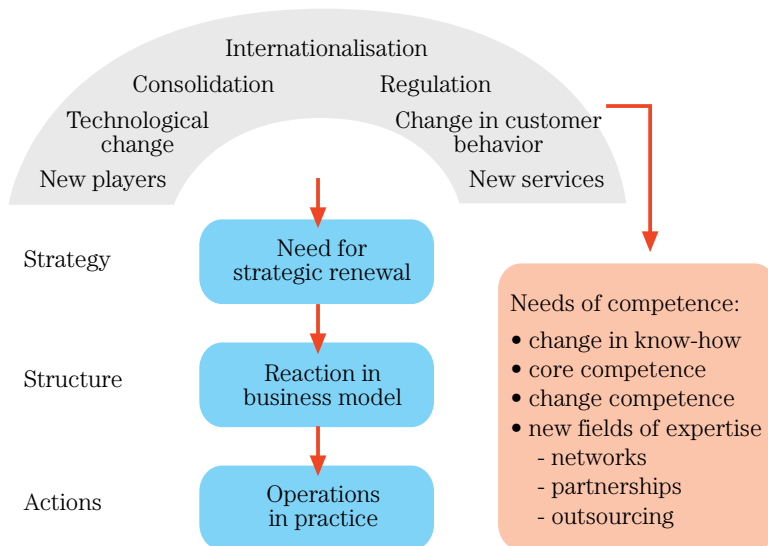 Internationalisation
Consolidation
Regulation
Technological
change
Change in customer
behavior
New players
New services
Strategy
Need for
strategic renewal
Structure
Reaction in
business model
Actions
Operations
in practice
Needs of competence:
• change in know-how
• core competence
• change competence
• new fields of expertise
- networks
- partnerships
- outsourcing